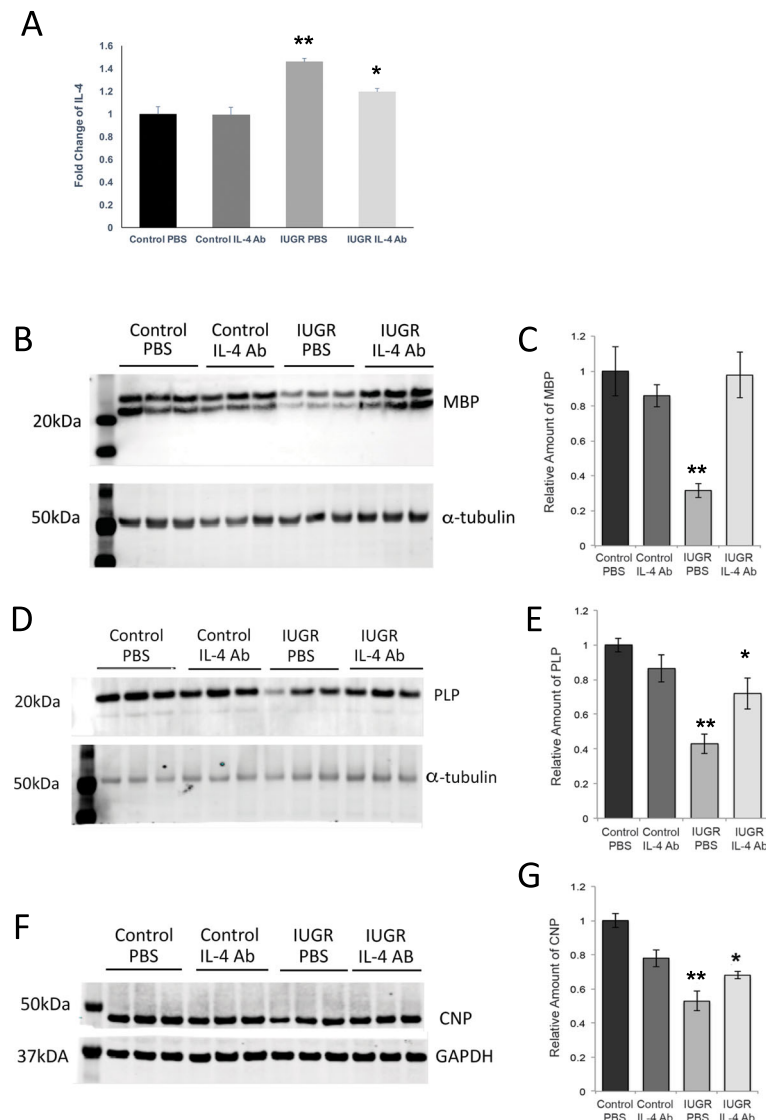 A
Fold Change of IL-4
1.6
1.4
1.2
1
0.8
0.6
0.4
0.2
0
**
*
Control PBS Control IL-4 Ab IUGR PBS IUGR IL-4 Ab
B
Control PBS
Control IL-4 Ab
IUGR PBS
IUGR IL-4 Ab
20kDa
MBP
50kDa
α-tubulin
C
Relative Amount of MBP
1.2
1
0.8
0.6
0.4
0.2
0
**
Control PBS
Control IL-4 Ab
IUGR PBS
IUGR IL-4 Ab
D
Control PBS
Control IL-4 Ab
IUGR PBS
IUGR IL-4 Ab
20kDa
PLP
50kDa
α-tubulin
E
Relative Amount of PLP
1.2
1
0.8
0.6
0.4
0.2
0
**
*
Control PBS
Control IL-4 Ab
IUGR PBS
IUGR IL-4 Ab
F
Control PBS
Control IL-4 Ab
IUGR PBS
IUGR IL-4 AB
50kDa
CNP
37kDA
GAPDH
G
Relative Amount of CNP
1.2
1
0.8
0.6
0.4
0.2
0
**
*
Control PBS
Control IL-4 Ab
IUGR PBS
IUGR IL-4 Ab